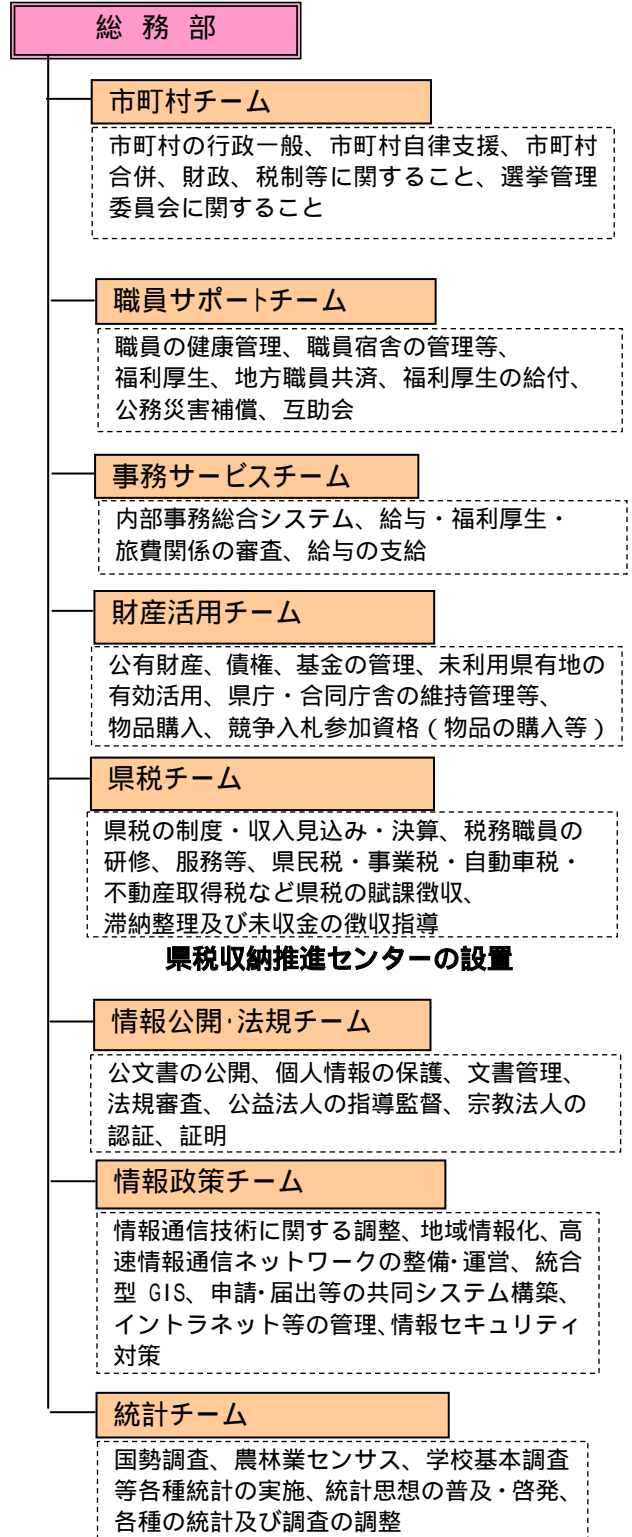 総 務 部
市町村チーム
市町村の行政一般、市町村自律支援、市町村
合併、財政、税制等に関すること、選挙管理
委員会に関すること
職員サポートチーム
職員の健康管理、職員宿舎の管理等、
福利厚生、地方職員共済、福利厚生の給付、
公務災害補償、互助会
事務サービスチーム
内部事務総合システム、給与・福利厚生・
旅費関係の審査、給与の支給
財産活用チーム
公有財産、債権、基金の管理、未利用県有地の
有効活用、県庁・合同庁舎の維持管理等、
物品購入、競争入札参加資格(物品の購入等)
県税チーム
県税の制度・収入見込み・決算、税務職員の
研修、服務等、県民税・事業税・自動車税・
不動産取得税など県税の賦課徴収、
滞納整理及び未収金の徴収指導
県税収納推進センターの設置
情報公開・法規チーム
公文書の公開、個人情報の保護、文書管理、
法規審査、公益法人の指導監督、宗教法人の
認証、証明
情報政策チーム
情報通信技術に関する調整、地域情報化、高
速情報通信ネットワークの整備・運営、統合
型 GIS、申請・届出等の共同システム構築、
イントラネット等の管理、情報セキュリティ
対策
統計チーム
国勢調査、農林業センサス、学校基本調査
等各種統計の実施、統計思想の普及・啓発、
各種の統計及び調査の調整